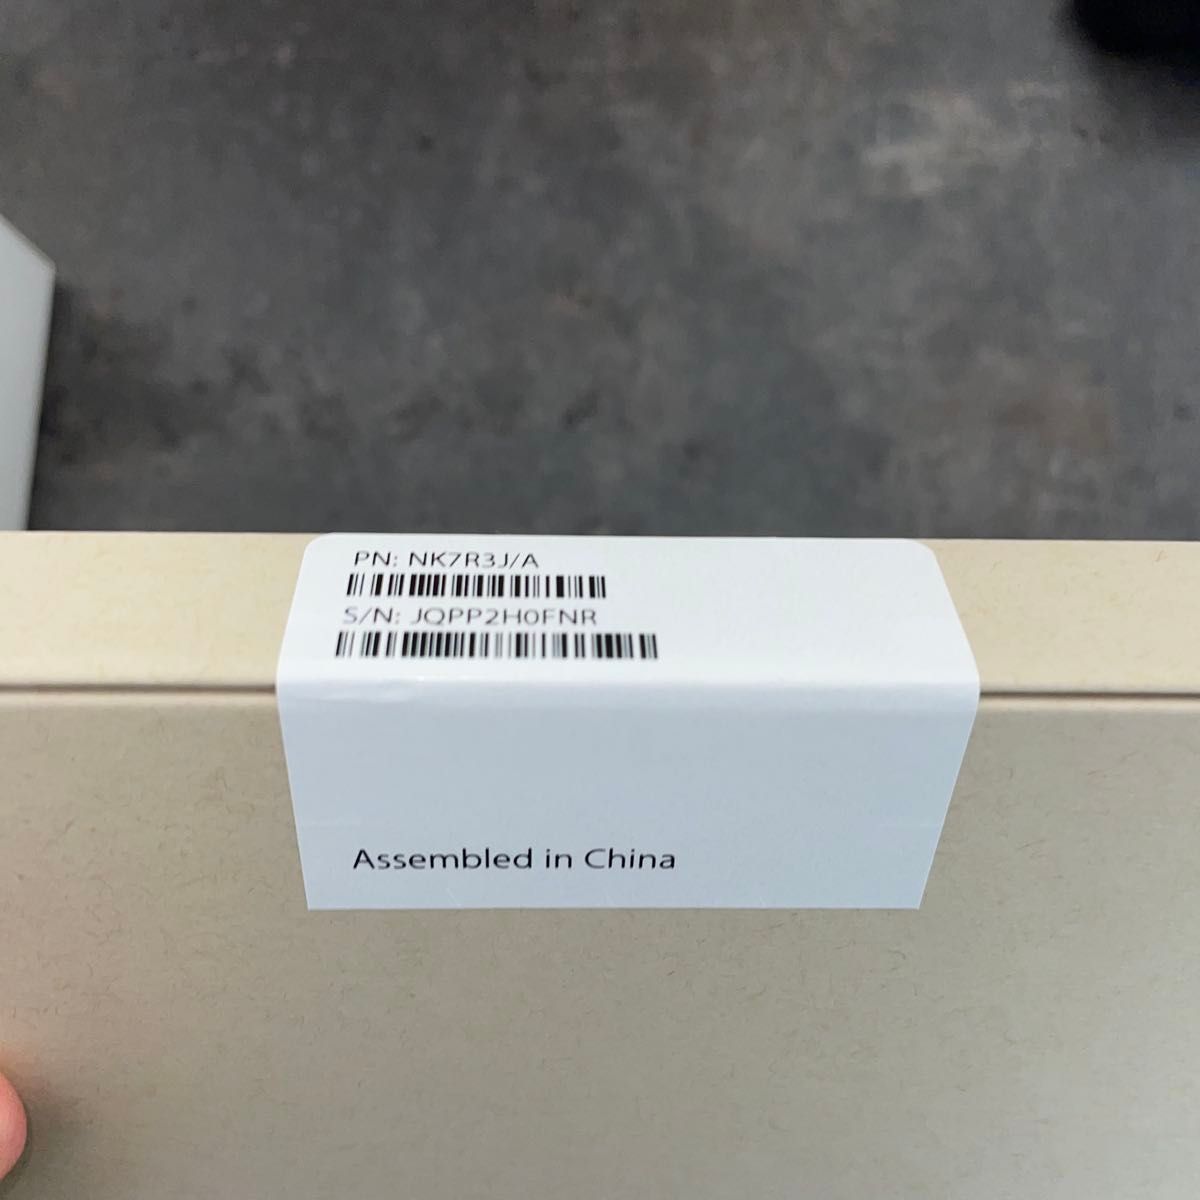 PN: NK7R3J/A
S/N: JQPP2H0FNR
Assembled in China